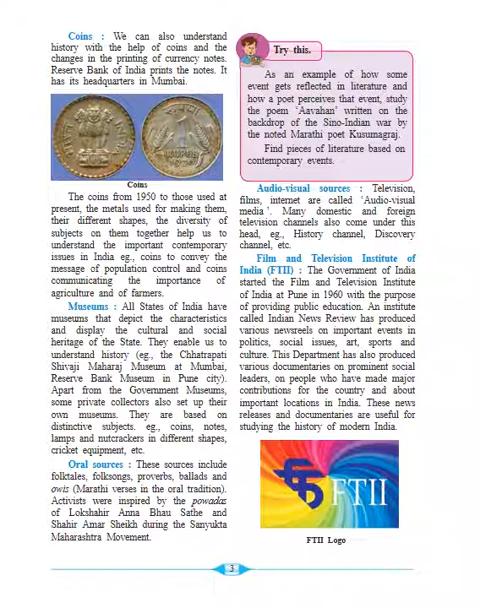 Coins : We can also understand
history with the help of coins and the
changes in the printing of currency notes.
Reserve Bank of India prints the notes. It
has its headquarters in Mumbai.
Coins
The coins from 1950 to those used at
present, the metals used for making them,
their different shapes, the diversity of
subjects on them together help us to
understand the important contemporary
issues in India eg., coins to convey the
message of population control and coins
communicating the importance of
agriculture and of farmers.
Museums : All States of India have
museums that depict the characteristics
and display the cultural and social
heritage of the State. They enable us to
understand history (eg., the Chhatrapati
Shivaji Maharaj Museum at Mumbai,
Reserve Bank Museum in Pune city).
Apart from the Government Museums,
some private collectors also set up their
own museums. They are based on
distinctive subjects. eg., coins, notes,
lamps and nutcrackers in different shapes,
cricket equipment, etc.
Oral sources : These sources include
folktales, folksongs, proverbs, ballads and
owis (Marathi verses in the oral tradition).
Activists were inspired by the powadas
of Lokshahir Anna Bhau Sathe and
Shahir Amar Sheikh during the Sanyukta
Maharashtra Movement.
Try this.
As an example of how some
event gets reflected in literature and
how a poet perceives that event, study
the poem 'Aavahan' written on the
backdrop of the Sino-Indian war by
the noted Marathi poet Kusumagraj.
Find pieces of literature based on
contemporary events.
Audio-visual sources : Television,
films, internet are called 'Audio-visual
media'. Many domestic and foreign
television channels also come under this
head, eg., History channel, Discovery
channel, etc.
Film and Television Institute of
India (FTII) : The Government of India
started the Film and Television Institute
of India at Pune in 1960 with the purpose
of providing public education. An institute
called Indian News Review has produced
various newsreels on important events in
politics, social issues, art, sports and
culture. This Department has also produced
various documentaries on prominent social
leaders, on people who have made major
contributions for the country and about
important locations in India. These news
releases and documentaries are useful for
studying the history of modern India.
FTII
FTII Logo
3